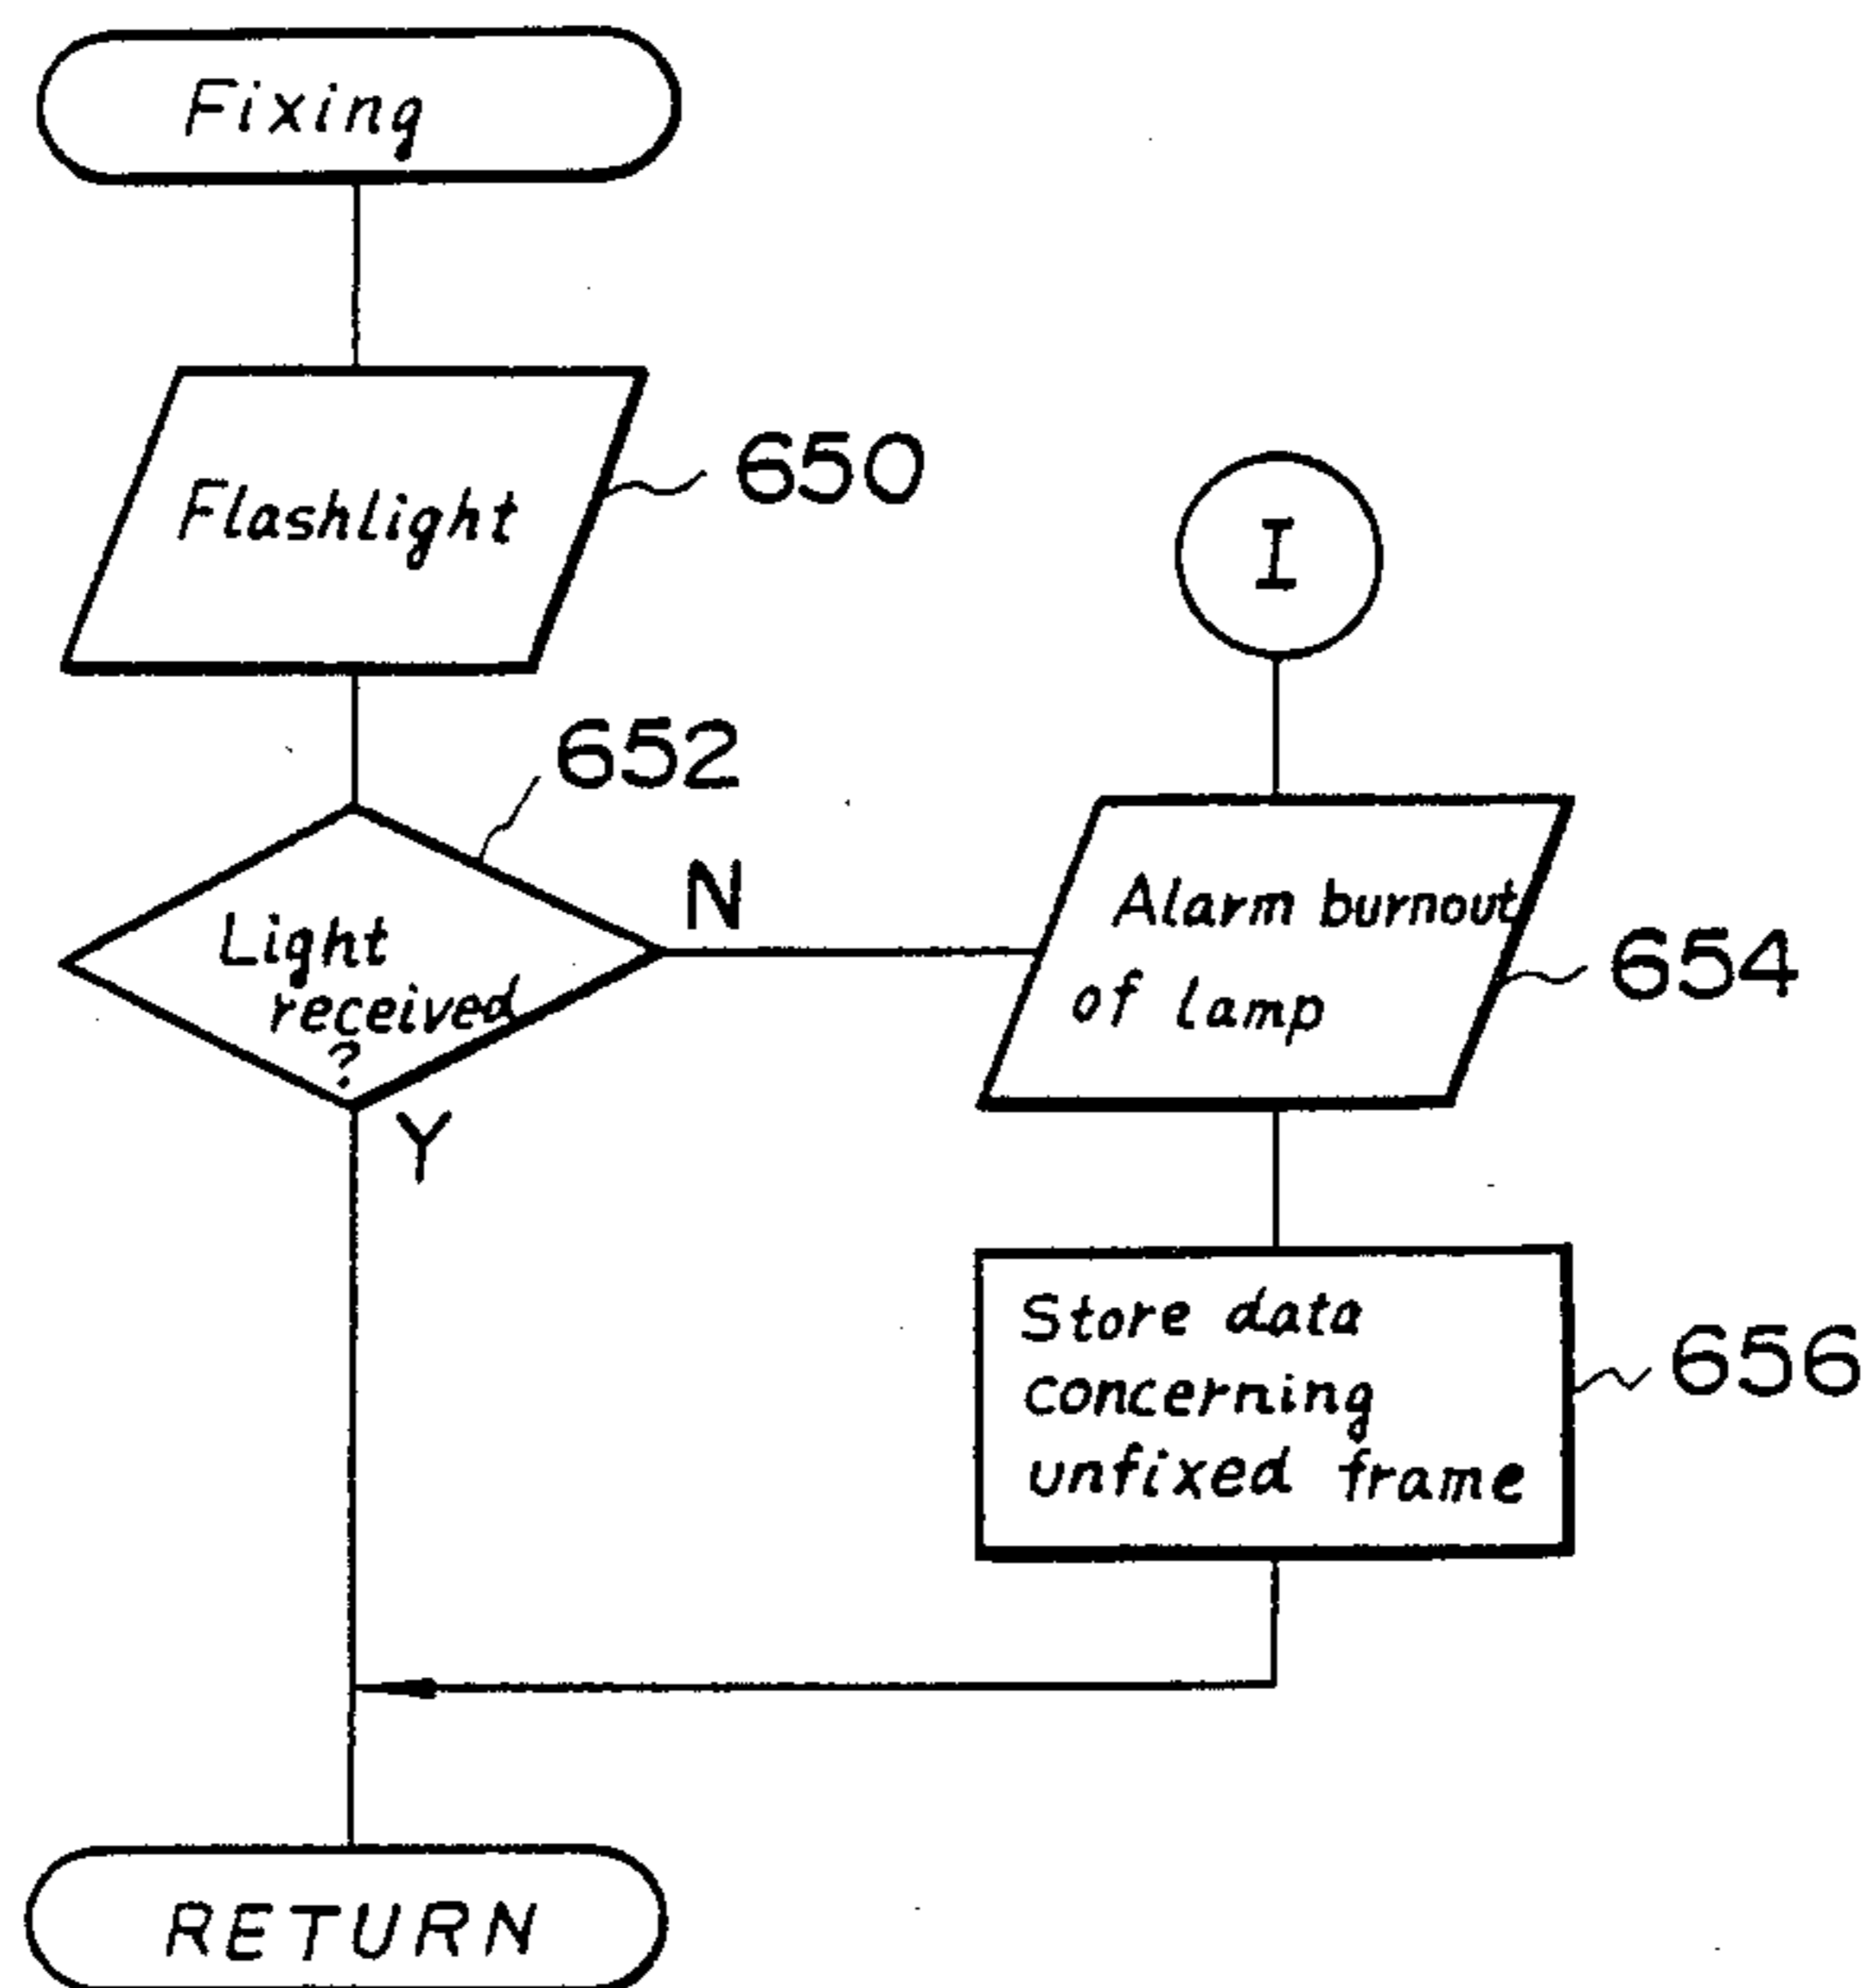 Fixing
Flashlight
650
652
Light
received
?
N
Y
I
Alarm burnout
of lamp
654
Store data
concerning
unfixed frame
656
RETURN